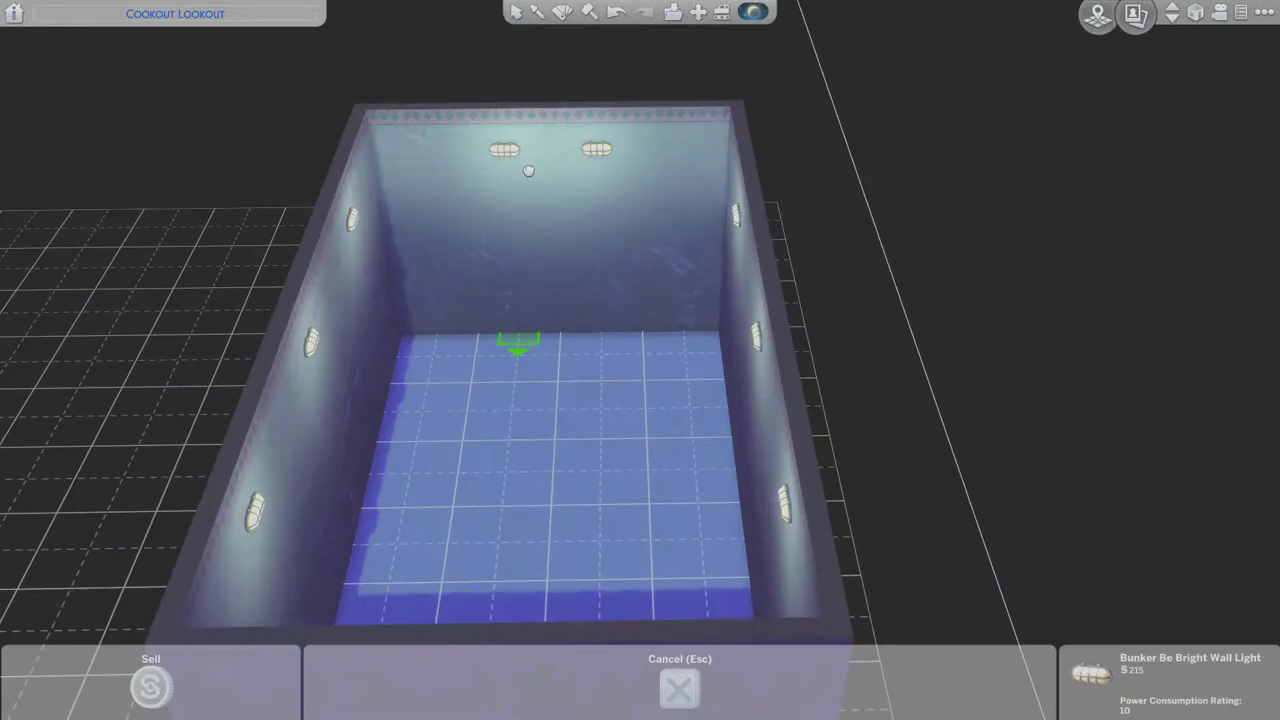 Cookout Lookout
Sell
Cancel (Esc)
Bunker Be Bright Wall Light
§215
Power Consumption Rating:
10